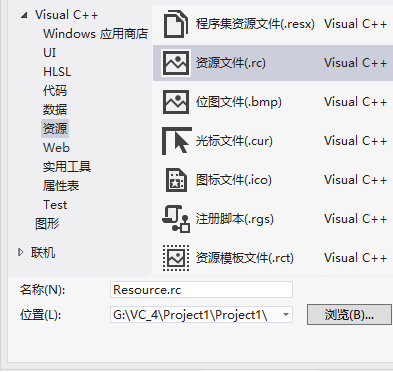 Visual C++
Windows 应用商店
UI
HLSL
代码
数据
资源
Web
实用工具
属性表
Test
图形
联机
程序集资源文件(.resx) Visual C++
资源文件(.rc) Visual C++
位图文件(.bmp) Visual C++
光标文件(.cur) Visual C++
图标文件(.ico) Visual C++
注册脚本(.rgs) Visual C++
资源模板文件(.rct) Visual C++
名称(N): Resource.rc
位置(L): G:\VC_4\Project1\Project1\ 浏览(B)...